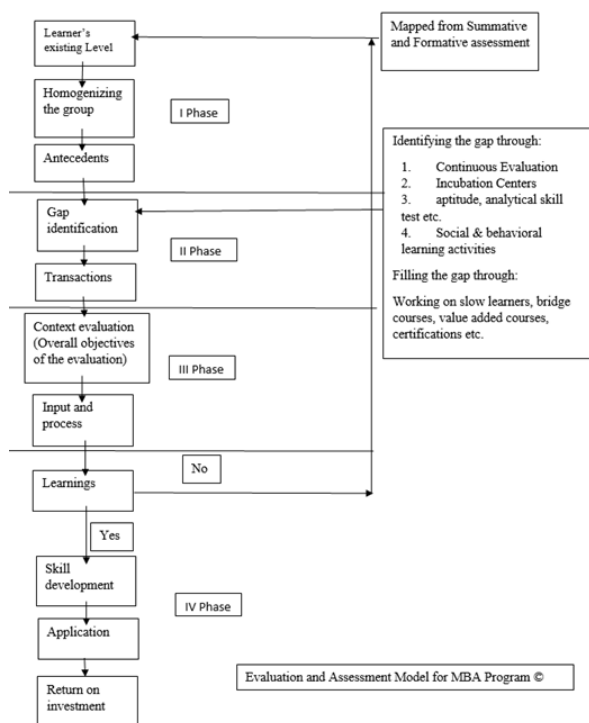 Learner's
existing Level
Mapped from Summative
and Formative assessment
Homogenizing
the group
I Phase
Antecedents
Identifying the gap through:
1. Continuous Evaluation
2. Incubation Centers
3. aptitude, analytical skill
test etc.
4. Social & behavioral
learning activities
Filling the gap through:
Working on slow learners, bridge
courses, value added courses,
certifications etc.
Gap
identification
II Phase
Transactions
Context evaluation
(Overall objectives
of the evaluation)
III Phase
Input and
process
No
Learnings
Yes
Skill
development
IV Phase
Application
Evaluation and Assessment Model for MBA Program ©
Return on
investment